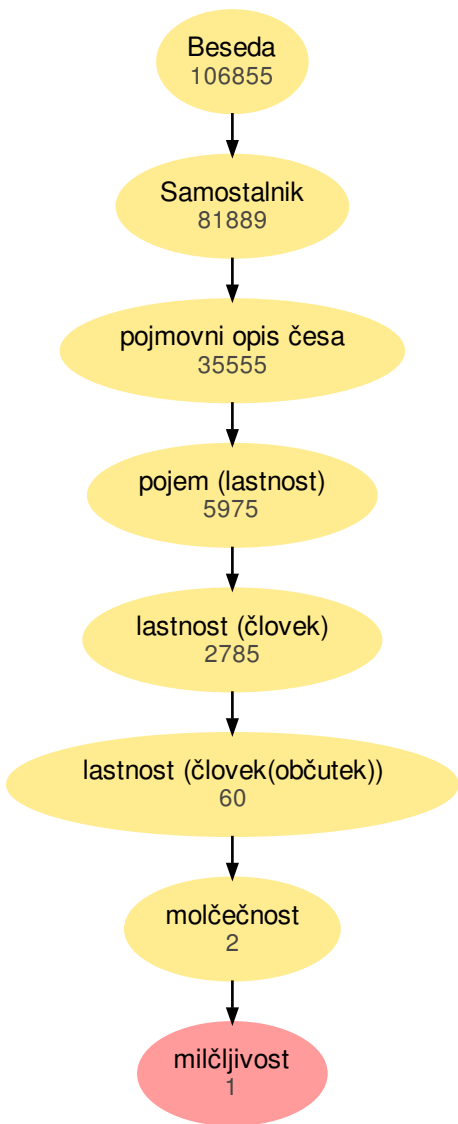 Beseda
106855
Samostalnik
81889
pojmovni opis česa
35555
pojem (lastnost)
5975
lastnost (človek)
2785
lastnost (človek(občutek))
60
molčečnost
2
milčljivost
1